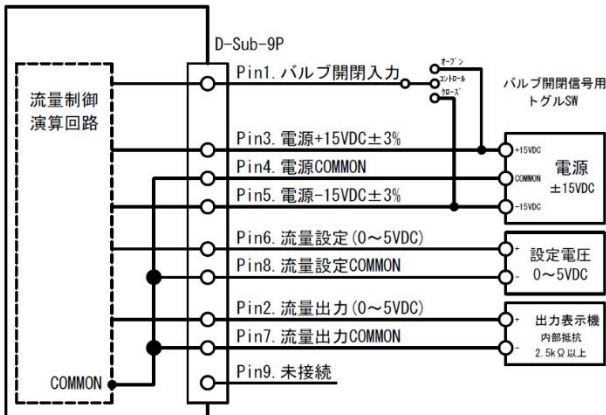 D-Sub-9P
Pin1. バルブ開閉入力
オープン
コントロール
クローズ
バルブ開閉信号用
トグルSW
流量制御
演算回路
Pin3. 電源+15VDC±3%
Pin4. 電源COMMON
Pin5. 電源-15VDC±3%
+15VDC
COMMON
-15VDC
電源
±15VDC
Pin6. 流量設定(0～5VDC)
Pin8. 流量設定COMMON
+
-
設定電圧
0～5VDC
Pin2. 流量出力(0～5VDC)
Pin7. 流量出力COMMON
+
-
出力表示機
内部抵抗
2.5kΩ以上
COMMON
Pin9. 未接続